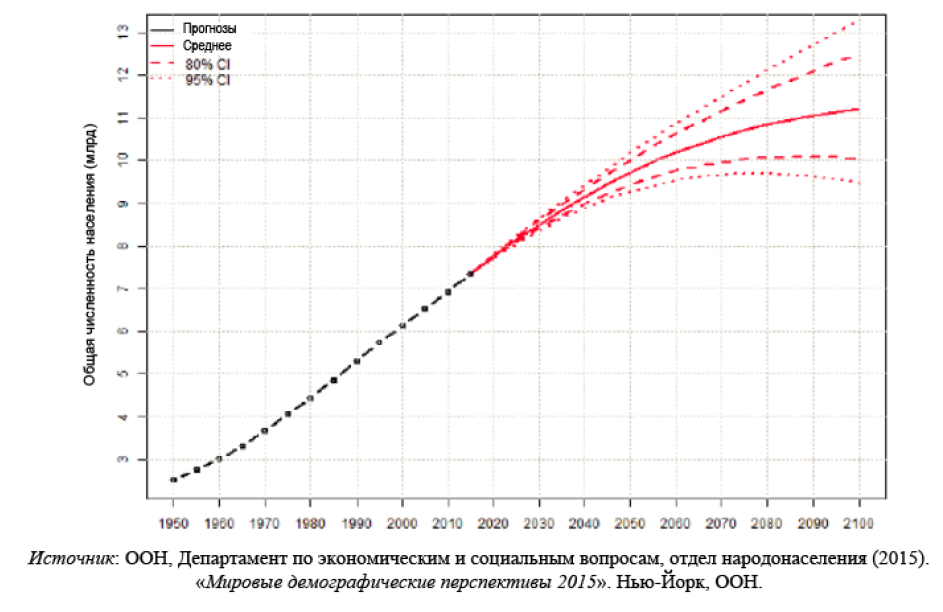 Прогнозы
Среднее
80% CI
95% CI
Общая численность населения (млрд)
13
12
11
10
9
8
7
6
5
4
3
1950 1960 1970 1980 1990 2000 2010 2020 2030 2040 2050 2060 2070 2080 2090 2100
Источник: ООН, Департамент по экономическим и социальным вопросам, отдел народонаселения (2015).
«Мировые демографические перспективы 2015». Нью-Йорк, ООН.